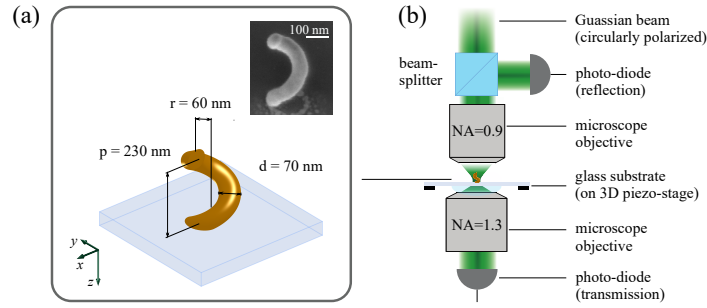 (a)
100 nm
r = 60 nm
p = 230 nm
d = 70 nm
y
x
z
(b)
Guassian beam
(circularly polarized)
beam-
splitter
photo-diode
(reflection)
NA=0.9
microscope
objective
glass substrate
(on 3D piezo-stage)
NA=1.3
microscope
objective
photo-diode
(transmission)